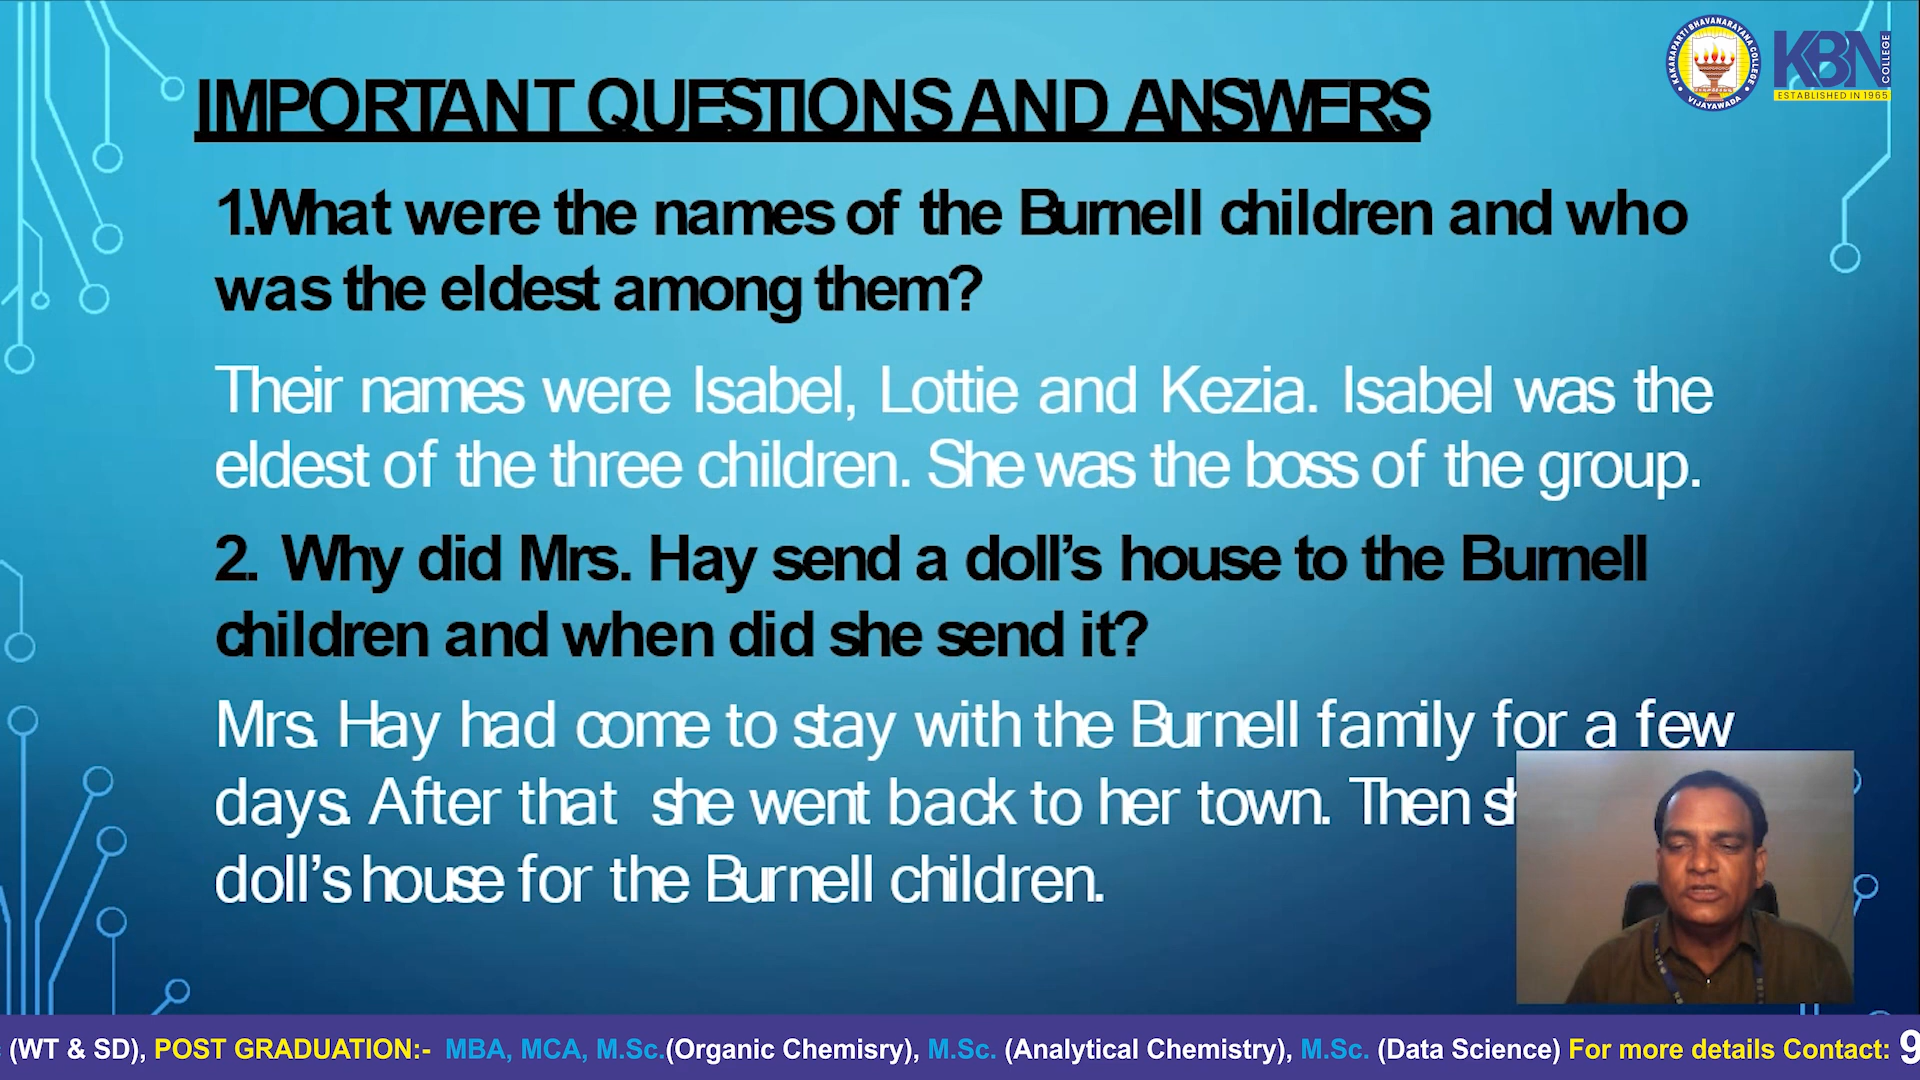 KAKARAPARTI BHAVANARAYANA COLLEGE
VIJAYAWADA
KBN
COLLEGE
ESTABLISHED IN 1965
IMPORTANT QUESTIONS AND ANSWERS
1.What were the names of the Burnell children and who
was the eldest among them?
Their names were Isabel, Lottie and Kezia. Isabel was the
eldest of the three children. She was the boss of the group.
2. Why did Mrs. Hay send a doll’s house to the Burnell
children and when did she send it?
Mrs. Hay had come to stay with the Burnell family for a few
days. After that she went back to her town. Then
doll’s house for the Burnell children.
(WT & SD), POST GRADUATION:- MBA, MCA, M.Sc.(Organic Chemisry), M.Sc. (Analytical Chemistry), M.Sc. (Data Science) For more details Contact: 9